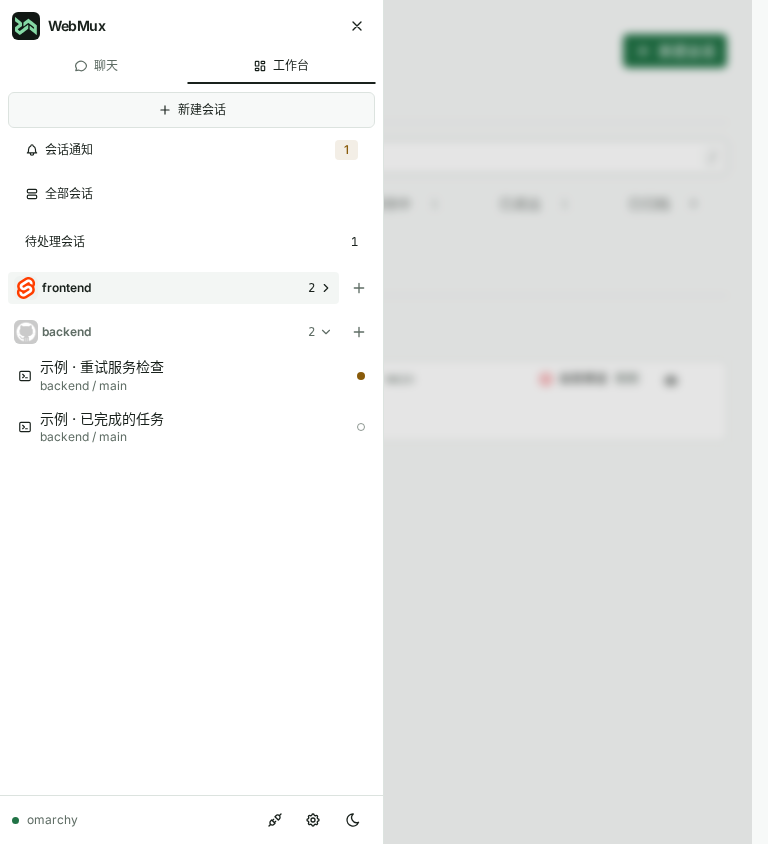 WebMux
聊天
工作台
新建会话
会话通知
1
全部会话
待处理会话
1
frontend
2
backend
2
示例 · 重试服务检查
backend / main
示例 · 已完成的任务
backend / main
omarchy